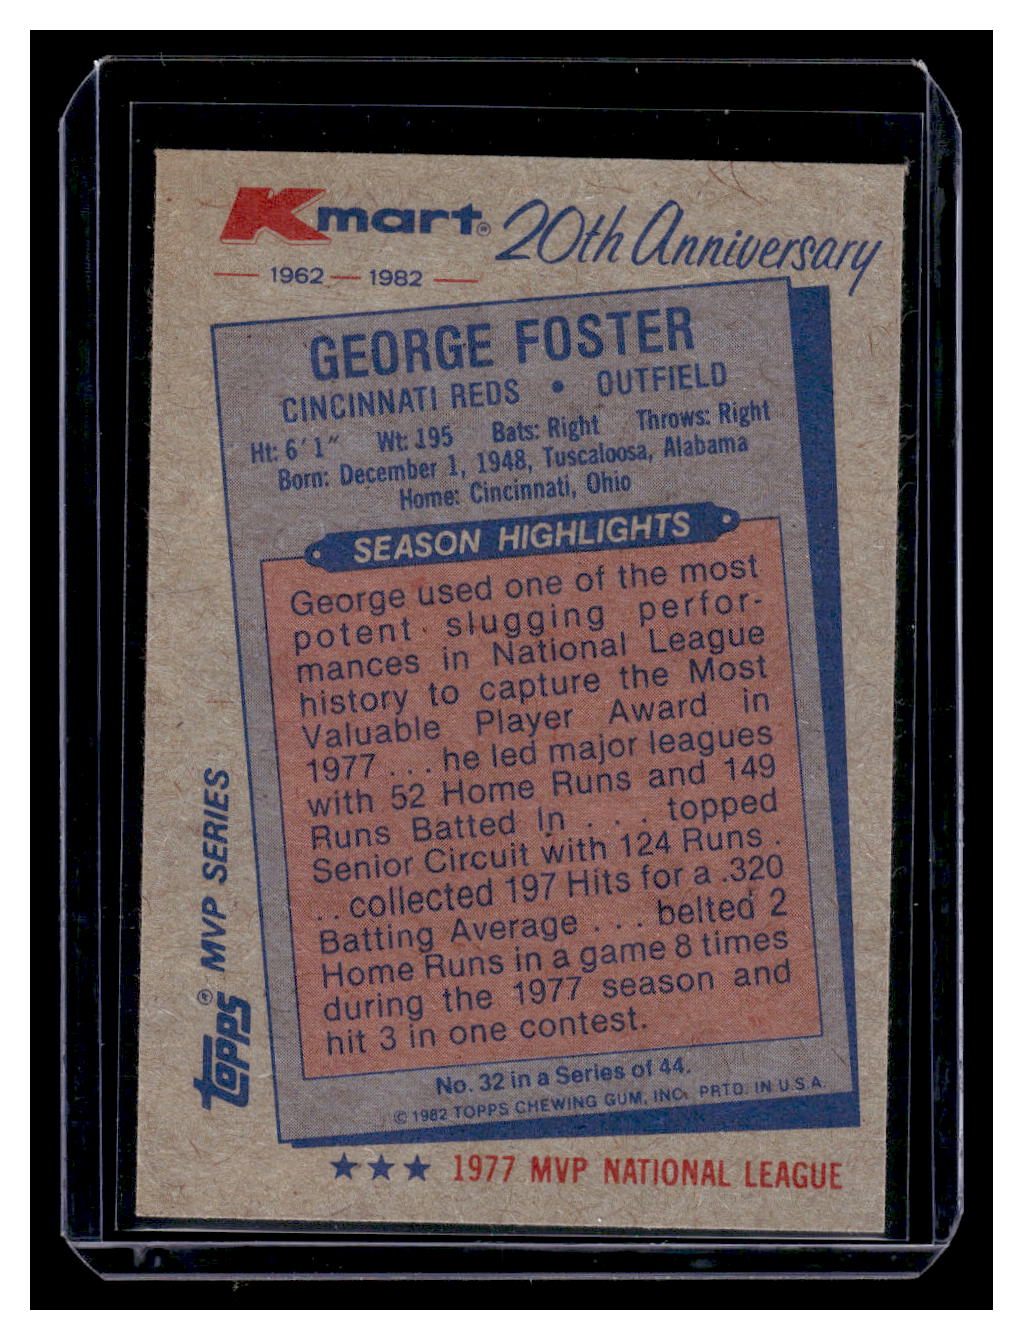 Kmart® 20th Anniversary
1962 — 1982
GEORGE FOSTER
CINCINNATI REDS • OUTFIELD
Ht: 6' 1" Wt: 195 Bats: Right Throws: Right
Born: December 1, 1948, Tuscaloosa, Alabama
Home: Cincinnati, Ohio
SEASON HIGHLIGHTS
George used one of the most
potent slugging perfor-
mances in National League
history to capture the Most
Valuable Player Award in
1977 ... he led major leagues
with 52 Home Runs and 149
Runs Batted In . . . topped
Senior Circuit with 124 Runs .
. . collected 197 Hits for a .320
Batting Average . . . belted 2
Home Runs in a game 8 times
during the 1977 season and
hit 3 in one contest.
No. 32 in a Series of 44.
© 1982 TOPPS CHEWING GUM, INC. PRTD. IN U.S.A.
TOPPS® MVP SERIES
★★★ 1977 MVP NATIONAL LEAGUE